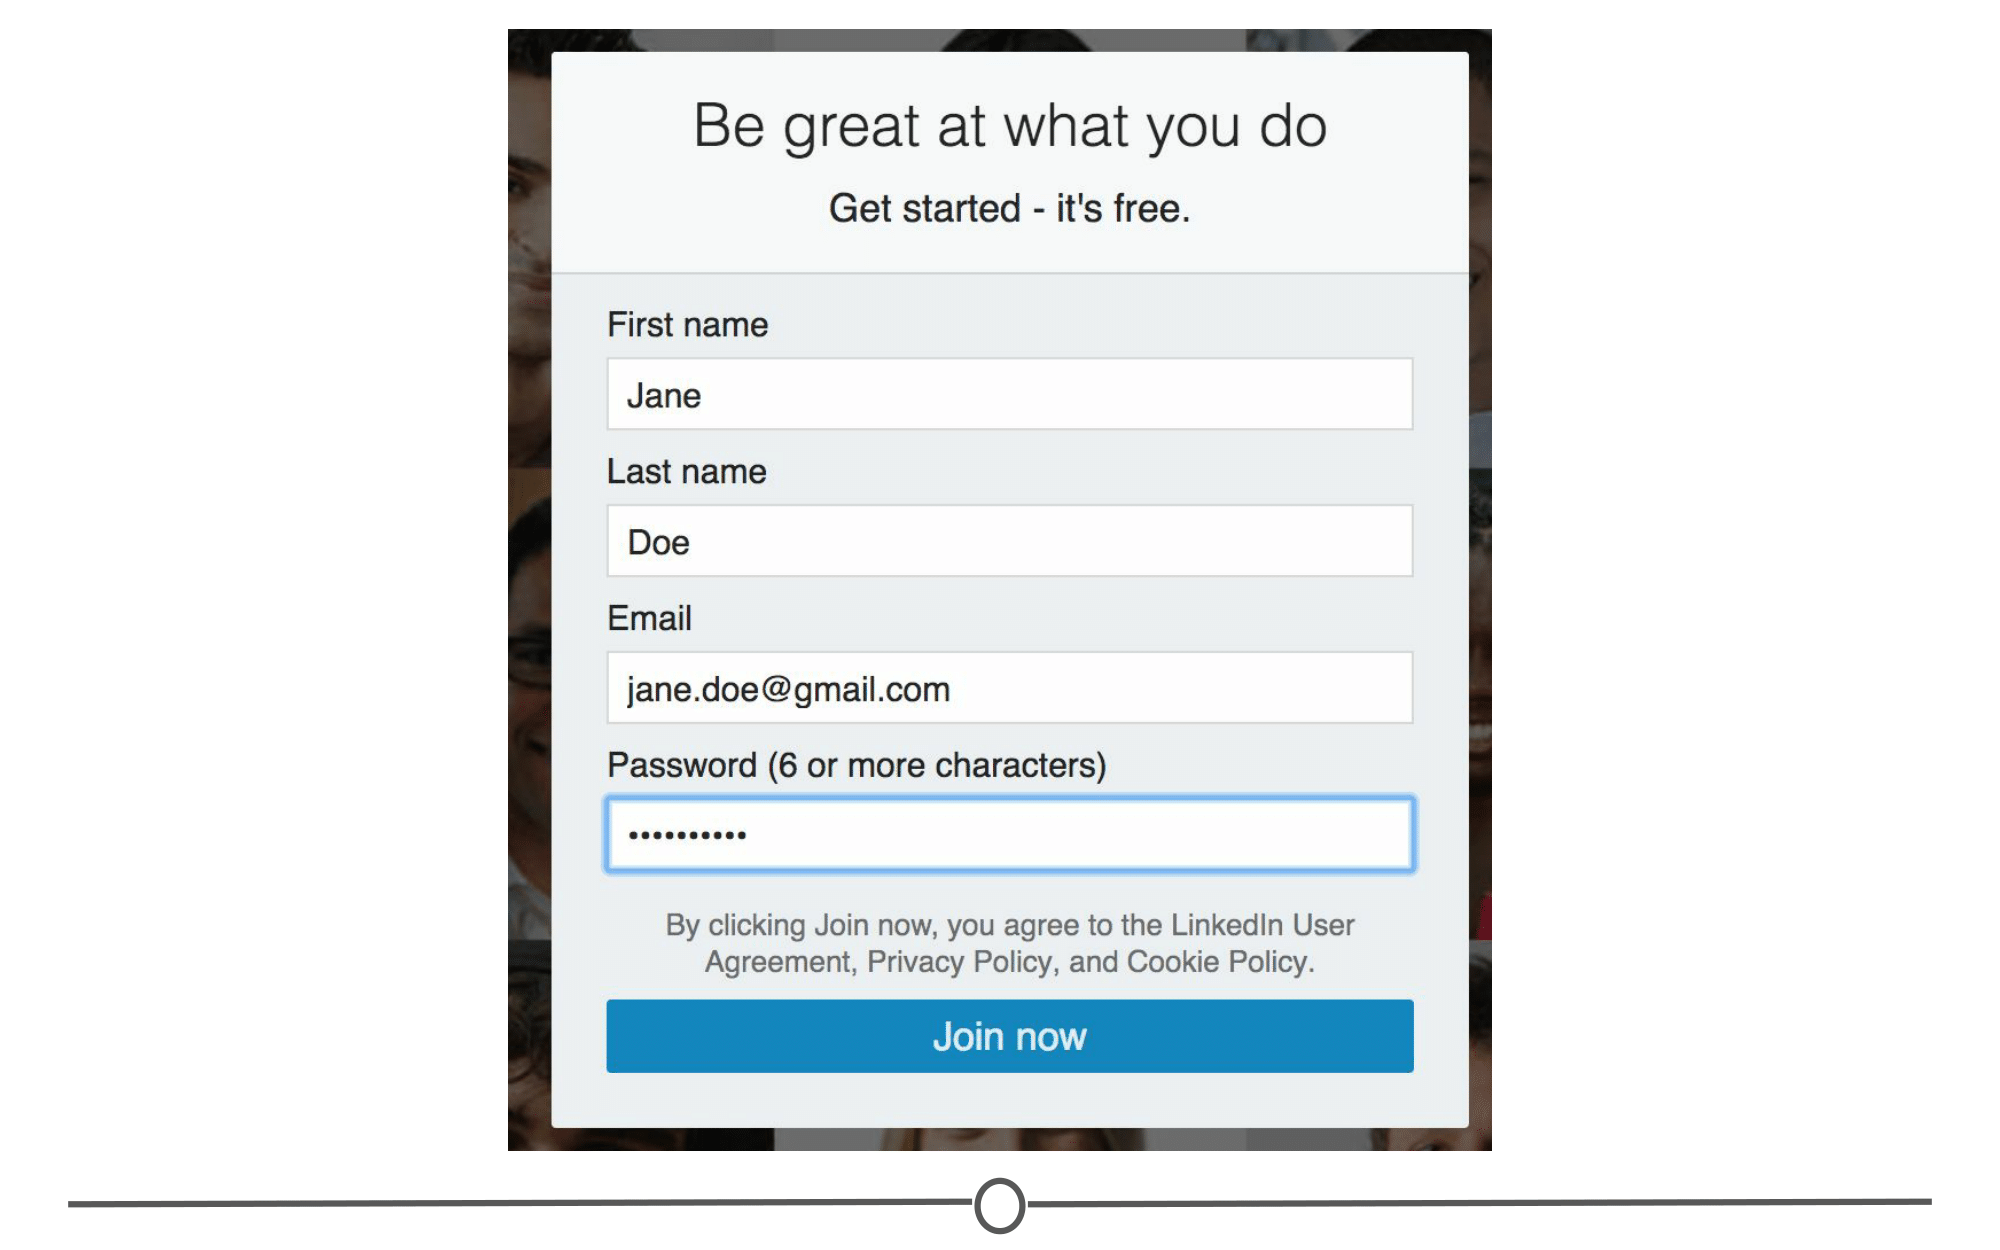 Be great at what you do
Get started - it's free.
First name
Jane
Last name
Doe
Email
jane.doe@gmail.com
Password (6 or more characters)
••••••••••
By clicking Join now, you agree to the LinkedIn User
Agreement, Privacy Policy, and Cookie Policy.
Join now